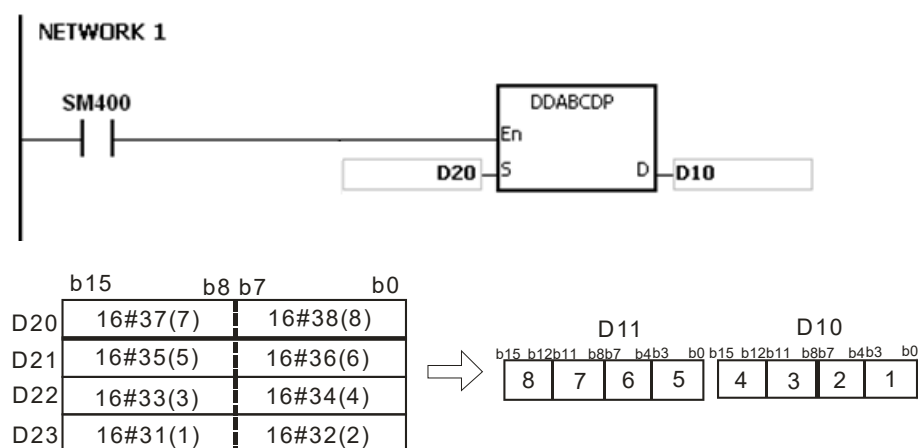 NETWORK 1
SM400
DDABCDP
En
D20 S D D10
b15 b8 b7 b0
D20 16#37(7) 16#38(8)
D21 16#35(5) 16#36(6)
D22 16#33(3) 16#34(4)
D23 16#31(1) 16#32(2)
D11 D10
b15 b12 b11 b8 b7 b4 b3 b0 b15 b12 b11 b8 b7 b4 b3 b0
8 7 6 5 4 3 2 1